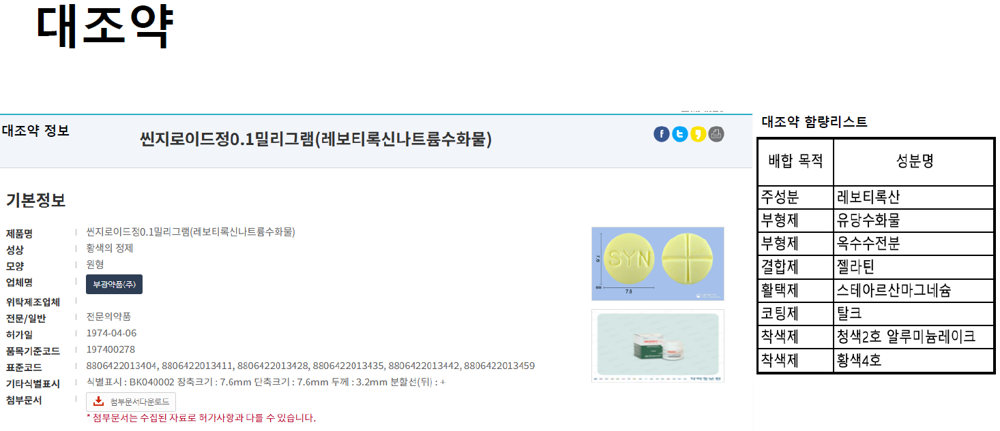 대조약
대조약 정보
씬지로이드정0.1밀리그램(레보티록신나트륨수화물)
기본정보
제품명 씬지로이드정0.1밀리그램(레보티록신나트륨수화물)
성상 황색의 정제
모양 원형
업체명 부광약품(주)
위탁제조업체
전문/일반 전문의약품
허가일 1974-04-06
품목기준코드 197400278
표준코드 8806422013404, 8806422013411, 8806422013428, 8806422013435, 8806422013442, 8806422013459
기타식별표시 식별표시 : BK040002 장축크기 : 7.6mm 단축크기 : 7.6mm 두께 : 3.2mm 분할선(뒤) : +
첨부문서 첨부문서다운로드
* 첨부문서는 수집된 자료로 허가사항과 다를 수 있습니다.
SYN
7.6
mm
7.6
대조약 함량리스트
배합 목적 성분명
주성분 레보티록산
부형제 유당수화물
부형제 옥수수전분
결합제 젤라틴
활택제 스테아르산마그네슘
코팅제 탈크
착색제 청색2호 알루미늄레이크
착색제 황색4호